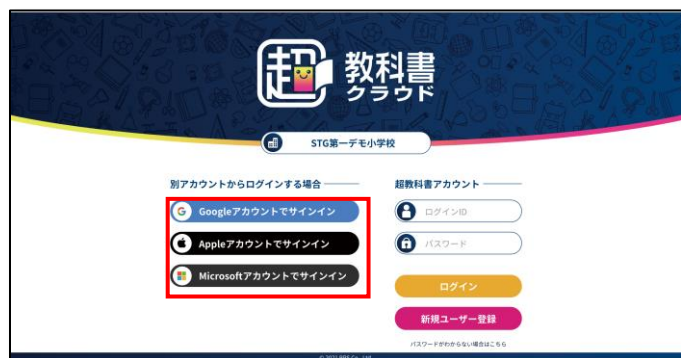 超
教科書
クラウド
STG第一デモ小学校
別アカウントからログインする場合
Googleアカウントでサインイン
Appleアカウントでサインイン
Microsoftアカウントでサインイン
超教科書アカウント
ログインID
パスワード
ログイン
新規ユーザー登録
パスワードがわからない場合はこちら